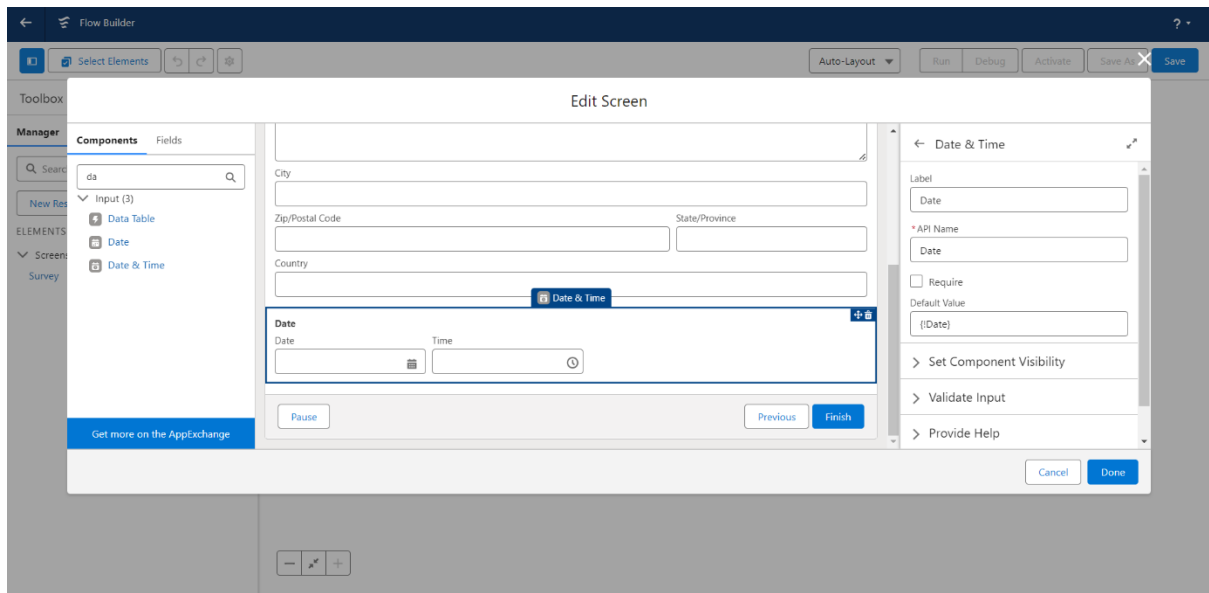 Flow Builder
?
Select Elements
Auto-Layout
Run
Debug
Activate
Save As
Save
Toolbox
Edit Screen
Manager
Components
Fields
Date & Time
Searc
da
City
Label
Input (3)
Date
New Res
Data Table
Zip/Postal Code
State/Province
*API Name
ELEMENTS
Date
Date
Screens
Date & Time
Country
Survey
Require
Date & Time
Default Value
Date
{!Date}
Date
Time
Set Component Visibility
Validate Input
Pause
Previous
Finish
Get more on the AppExchange
Provide Help
Cancel
Done